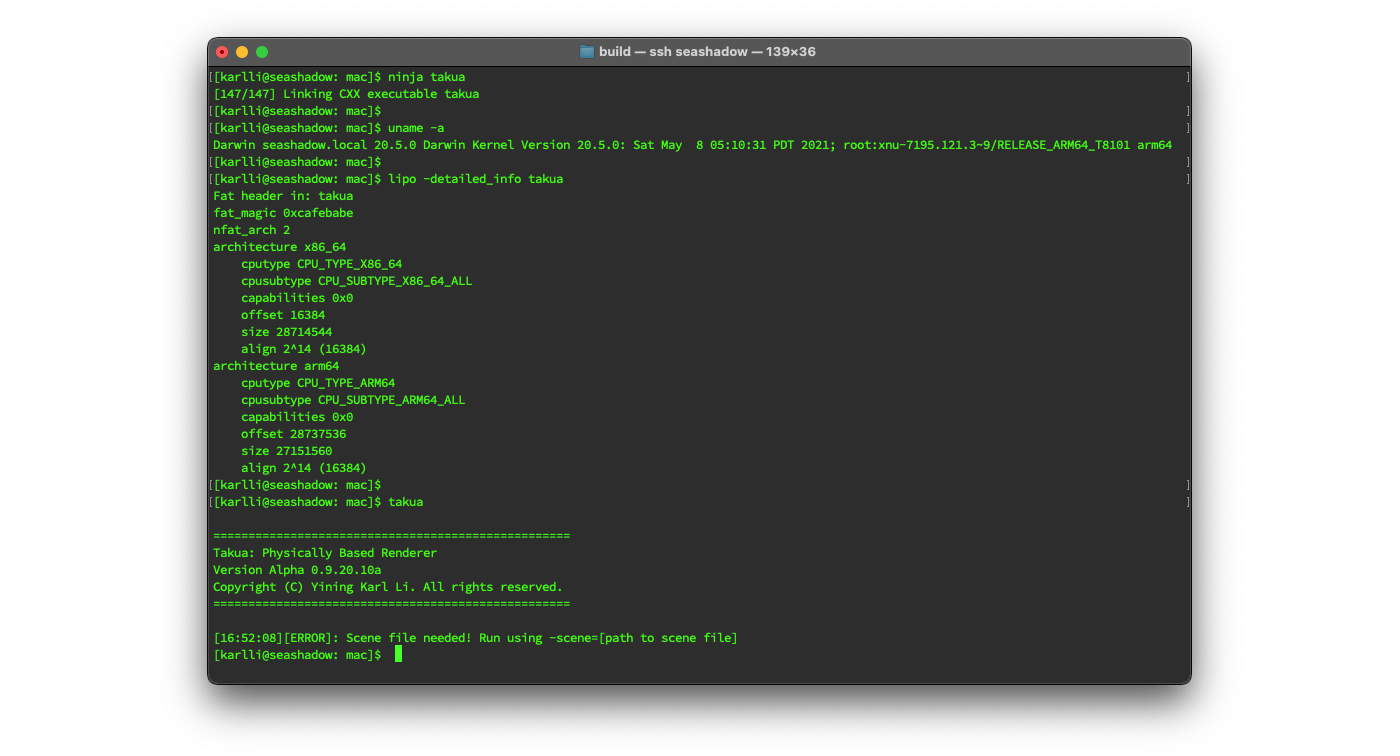 build — ssh seashadow — 139×36
[[karlli@seashadow: mac]$ ninja takua ]
[147/147] Linking CXX executable takua
[[karlli@seashadow: mac]$ ]
[[karlli@seashadow: mac]$ uname -a ]
Darwin seashadow.local 20.5.0 Darwin Kernel Version 20.5.0: Sat May  8 05:10:31 PDT 2021; root:xnu-7195.121.3~9/RELEASE_ARM64_T8101 arm64
[[karlli@seashadow: mac]$ ]
[[karlli@seashadow: mac]$ lipo -detailed_info takua ]
Fat header in: takua
fat_magic 0xcafebabe
nfat_arch 2
architecture x86_64
    cputype CPU_TYPE_X86_64
    cpusubtype CPU_SUBTYPE_X86_64_ALL
    capabilities 0x0
    offset 16384
    size 28714544
    align 2^14 (16384)
architecture arm64
    cputype CPU_TYPE_ARM64
    cpusubtype CPU_SUBTYPE_ARM64_ALL
    capabilities 0x0
    offset 28737536
    size 27151560
    align 2^14 (16384)
[[karlli@seashadow: mac]$ ]
[[karlli@seashadow: mac]$ takua ]
===================================================
Takua: Physically Based Renderer
Version Alpha 0.9.20.10a
Copyright (C) Yining Karl Li. All rights reserved.
===================================================
[16:52:08][ERROR]: Scene file needed! Run using -scene=[path to scene file]
[karlli@seashadow: mac]$